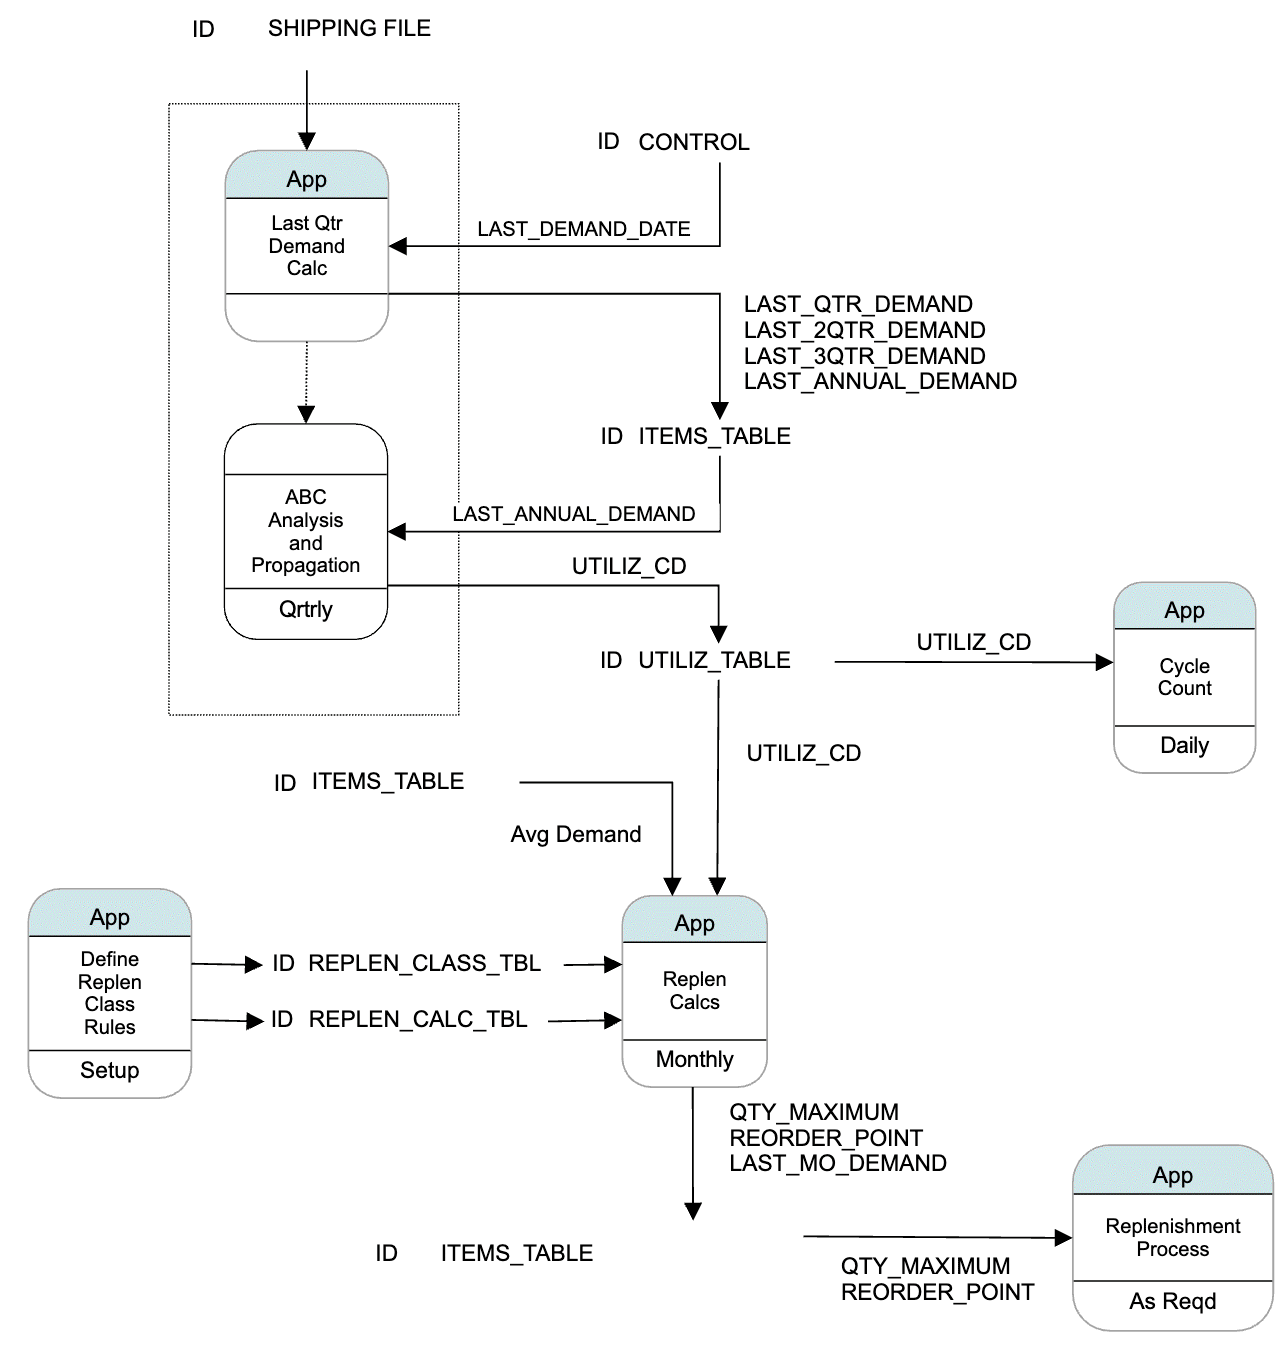 ID SHIPPING FILE
ID CONTROL
App
Last Qtr
Demand
Calc
LAST_DEMAND_DATE
LAST_QTR_DEMAND
LAST_2QTR_DEMAND
LAST_3QTR_DEMAND
LAST_ANNUAL_DEMAND
ID ITEMS_TABLE
ABC
Analysis
and
Propagation
Qrtrly
LAST_ANNUAL_DEMAND
UTILIZ_CD
ID UTILIZ_TABLE
UTILIZ_CD
App
Cycle
Count
Daily
UTILIZ_CD
ID ITEMS_TABLE
Avg Demand
App
Define
Replen
Class
Rules
Setup
ID REPLEN_CLASS_TBL
ID REPLEN_CALC_TBL
App
Replen
Calcs
Monthly
QTY_MAXIMUM
REORDER_POINT
LAST_MO_DEMAND
ID ITEMS_TABLE
QTY_MAXIMUM
REORDER_POINT
App
Replenishment
Process
As Reqd